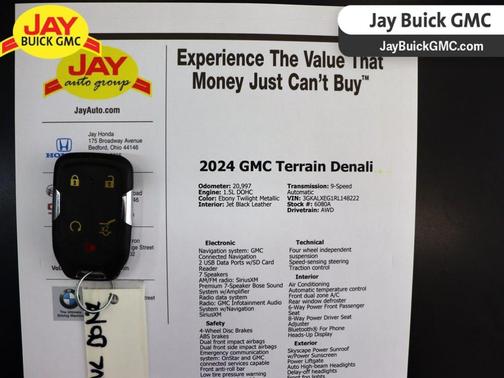 JAY
BUICK GMC
Jay Buick GMC
JayBuickGMC.com
JAY
auto group
JayAuto.com
Jay Honda
175 Broadway Avenue
Bedford, Ohio 44146
HONDA
Experience The Value That
Money Just Can't Buy™
2024 GMC Terrain Denali
Odometer: 20,997
Engine: 1.5L DOHC
Color: Ebony Twilight Metallic
Interior: Jet Black Leather
Transmission: 9-Speed
Automatic
VIN: 3GKALXEG1RL148222
Stock #: 6080A
Drivetrain: AWD
Electronic
Navigation system: GMC
Connected Navigation
2 USB Data Ports w/SD Card
Reader
7 Speakers
AM/FM radio: SiriusXM
Premium 7-Speaker Bose Sound
System w/Amplifier
Radio data system
Radio: GMC Infotainment Audio
System w/Navigation
SiriusXM
Safety
4-Wheel Disc Brakes
ABS brakes
Dual front impact airbags
Dual front side impact airbags
Emergency communication
system: OnStar and GMC
connected services capable
Front anti-roll bar
Low tire pressure warning
Technical
Four wheel independent
suspension
Speed-sensing steering
Traction control
Interior
Air Conditioning
Automatic temperature control
Front dual zone A/C
Rear window defroster
6-Way Power Front Passenger
Seat
8-Way Power Driver Seat
Adjuster
Bluetooth® For Phone
Heads-Up Display
Exterior
Skyscape Power Sunroof
w/Power Sunscreen
Power Liftgate
Auto High-beam Headlights
Delay-off headlights
Front fog lights